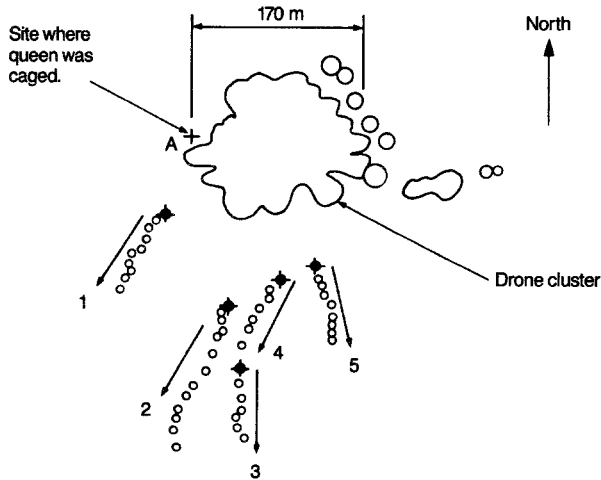 170 m
Site where
queen was
caged.
North
A
Drone cluster
1
2
3
4
5